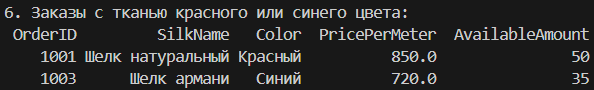 6. Заказы с тканью красного или синего цвета:
OrderID SilkName Color PricePerMeter AvailableAmount
1001 Шелк натуральный Красный 850.0 50
1003 Шелк армани Синий 720.0 35